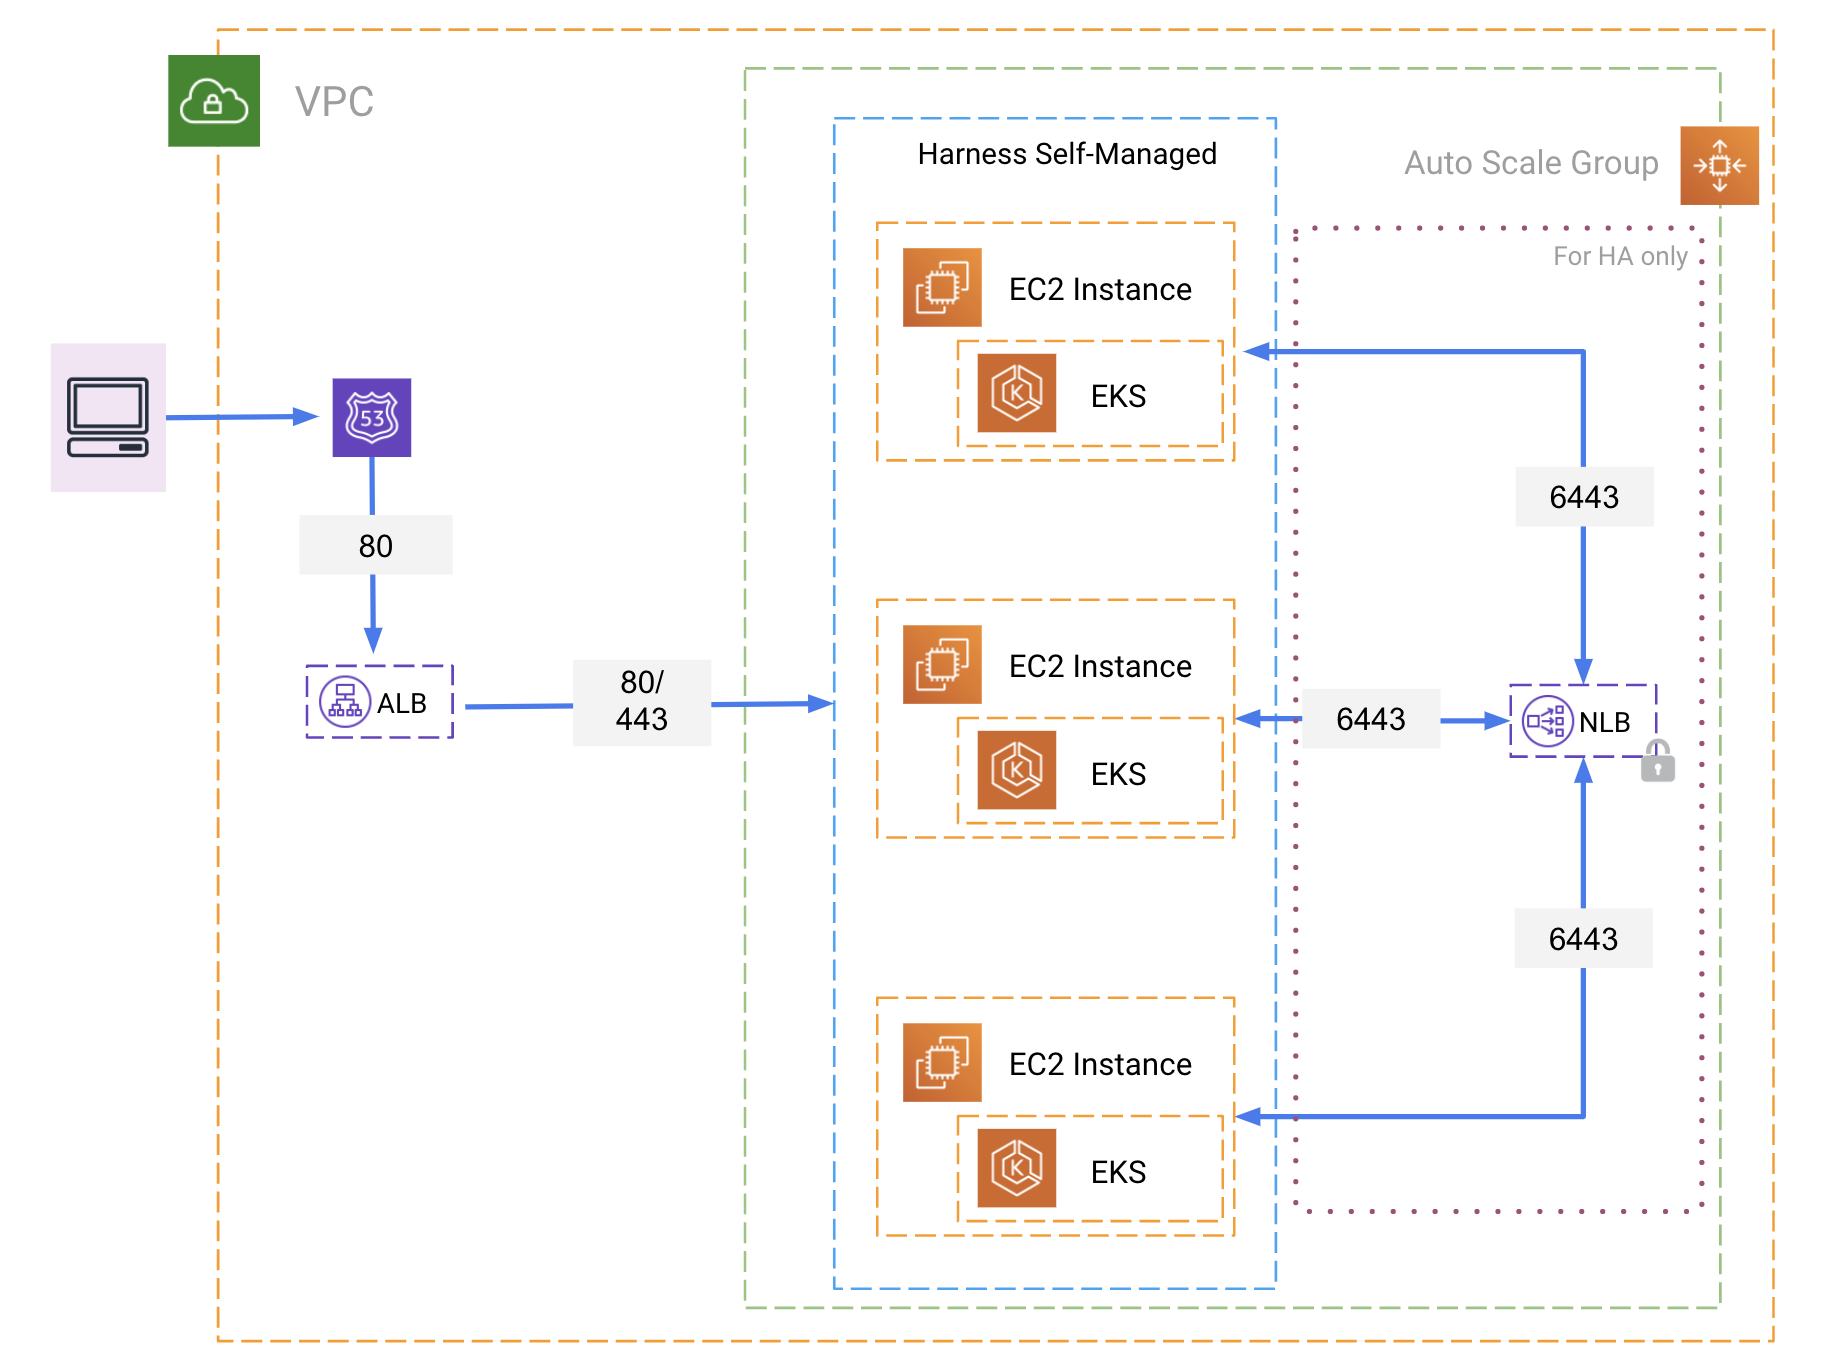 VPC
Harness Self-Managed
Auto Scale Group
For HA only
EC2 Instance
EKS
53
6443
80
EC2 Instance
80/
443
ALB
6443
NLB
EKS
6443
EC2 Instance
EKS